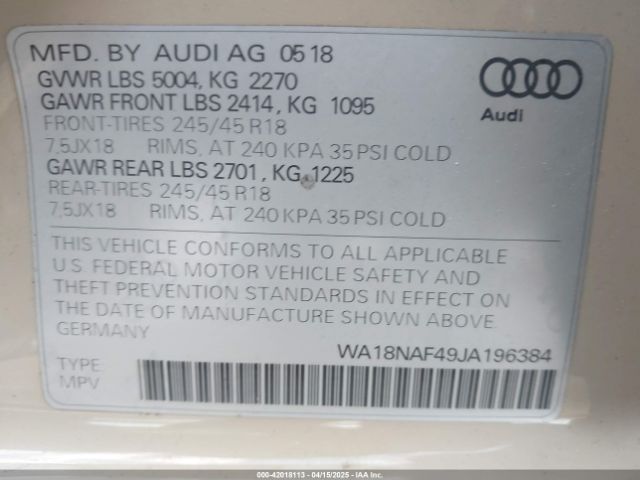 MFD. BY AUDI AG 05 18
GVWR LBS 5004, KG 2270
GAWR FRONT LBS 2414, KG 1095
FRONT-TIRES 245/45 R18
7,5JX18 RIMS, AT 240 KPA 35 PSI COLD
GAWR REAR LBS 2701, KG 1225
REAR-TIRES 245/45 R18
7,5JX18 RIMS, AT 240 KPA 35 PSI COLD
Audi
THIS VEHICLE CONFORMS TO ALL APPLICABLE
U.S. FEDERAL MOTOR VEHICLE SAFETY AND
THEFT PREVENTION STANDARDS IN EFFECT ON
THE DATE OF MANUFACTURE SHOWN ABOVE.
GERMANY
WA18NAF49JA196384
TYPE
MPV
000-42018113 - 04/15/2025 - IAA Inc.